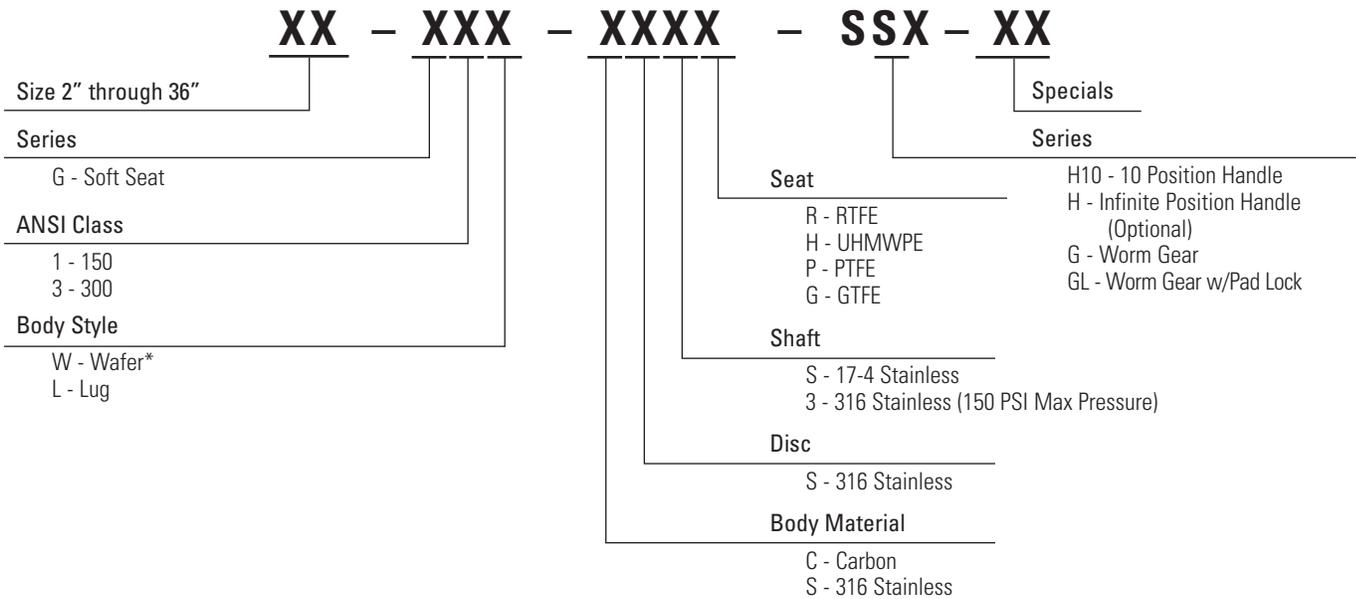 XX – XXX – XXXX – SSX – XX
Size 2” through 36”
Series
G - Soft Seat
ANSI Class
1 - 150
3 - 300
Body Style
W - Wafer*
L - Lug
Specials
Series
H10 - 10 Position Handle
H - Infinite Position Handle
(Optional)
G - Worm Gear
GL - Worm Gear w/Pad Lock
Seat
R - RTFE
H - UHMWPE
P - PTFE
G - GTFE
Shaft
S - 17-4 Stainless
3 - 316 Stainless (150 PSI Max Pressure)
Disc
S - 316 Stainless
Body Material
C - Carbon
S - 316 Stainless